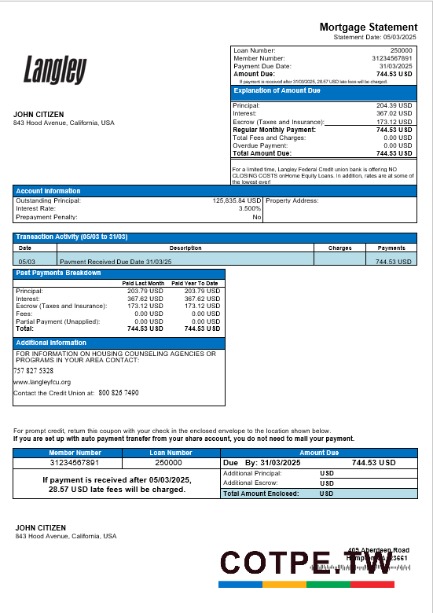 Mortgage Statement
Statement Date: 05/03/2025
Langley
Loan Number: 250000
Member Number: 31234567891
Payment Due Date: 31/03/2025
Amount Due: 744.53 USD
If payment is received after 31/03/2025, 28.57 USD late fee will be charged.
JOHN CITIZEN
843 Hood Avenue, California, USA
Explanation of Amount Due
Principal: 204.39 USD
Interest: 367.02 USD
Escrow (Taxes and Insurance): 173.12 USD
Regular Monthly Payment: 744.53 USD
Total Fees and Charges: 0.00 USD
Overdue Payment: 0.00 USD
Total Amount Due: 744.53 USD
For a limited time, Langley Federal Credit union bank is offering NO
CLOSING COSTS onHome Equity Loans. In addition, rates are at some of
the lowest ever!
Account Information
Outstanding Principal: 125,835.84 USD Property Address:
Interest Rate: 3.500%
Prepayment Penalty: No
Transaction Activity (05/03 to 31/03)
Date Description Charges Payments
05/03 Payment Received Due Date 31/03/25 744.53 USD
Past Payments Breakdown
Paid Last Month Paid Year To Date
Principal: 203.79 USD 203.79 USD
Interest: 367.62 USD 367.62 USD
Escrow (Taxes and Insurance): 173.12 USD 173.12 USD
Fees: 0.00 USD 0.00 USD
Partial Payment (Unapplied): 0.00 USD 0.00 USD
Total: 744.53 USD 744.53 USD
Additional Information
FOR INFORMATION ON HOUSING COUNSELING AGENCIES OR
PROGRAMS IN YOUR AREA CONTACT:
757 827 5328
www.langleyfcu.org
Contact the Credit Union at: 800 826 7490
For prompt credit, return this coupon with your check in the enclosed envelope to the location shown below.
If you are set up with auto payment transfer from your share account, you do not need to mail your payment.
Member Number Loan Number Amount Due
31234567891 250000 Due By: 31/03/2025 744.53 USD
If payment is received after 05/03/2025,
28.57 USD late fees will be charged.
Additional Principal: USD
Additional Escrow: USD
Total Amount Enclosed: USD
JOHN CITIZEN
843 Hood Avenue, California, USA
Aberdeen Road
COTPE.TW